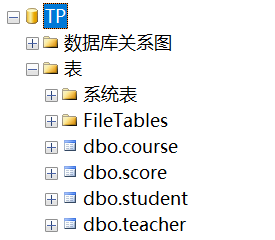 TP
数据库关系图
表
系统表
FileTables
dbo.course
dbo.score
dbo.student
dbo.teacher